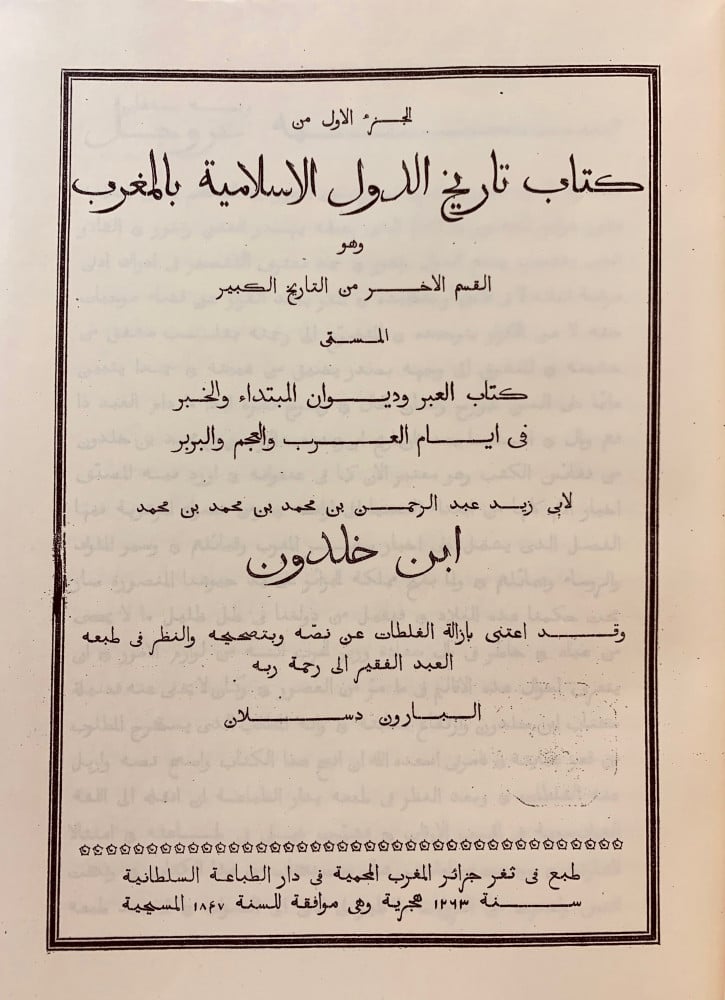 الجزء الاول من
كتاب تاريخ الدول الاسلامية بالمغرب
وهو
القسم الاخر من التاريخ الكبير
المسمى
كتاب العبر وديوان المبتداء والخبر
فى ايام العرب والعجم والبربر
لابي زيد عبد الرحمن بن محمد بن محمد بن محمد
ابن خلدون
وقد اعتنى بازالة الغلطات عن نصه وبتصحيحه والنظر فى طبعه
العبد الفقير الى رحمة ربه
البارون دسلان
طبع فى ثغر جزائر المغرب المحمية فى دار الطباعة السلطانية
سنة ١٢٦٣ هجرية وهى موافقة للسنة ١٨۴٧ المسيحية